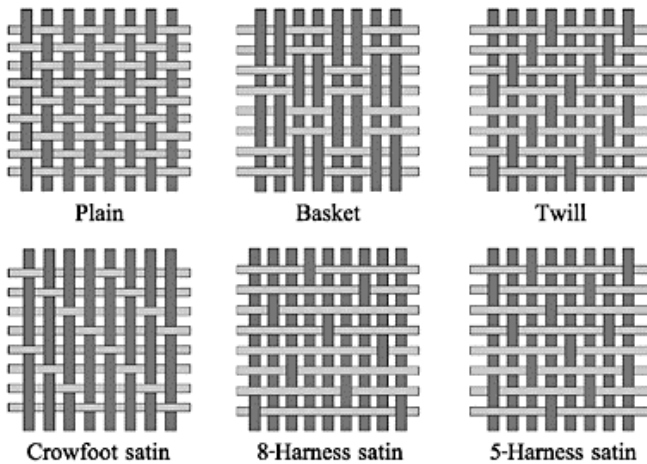 Plain
Basket
Twill
Crowfoot satin
8-Harness satin
5-Harness satin